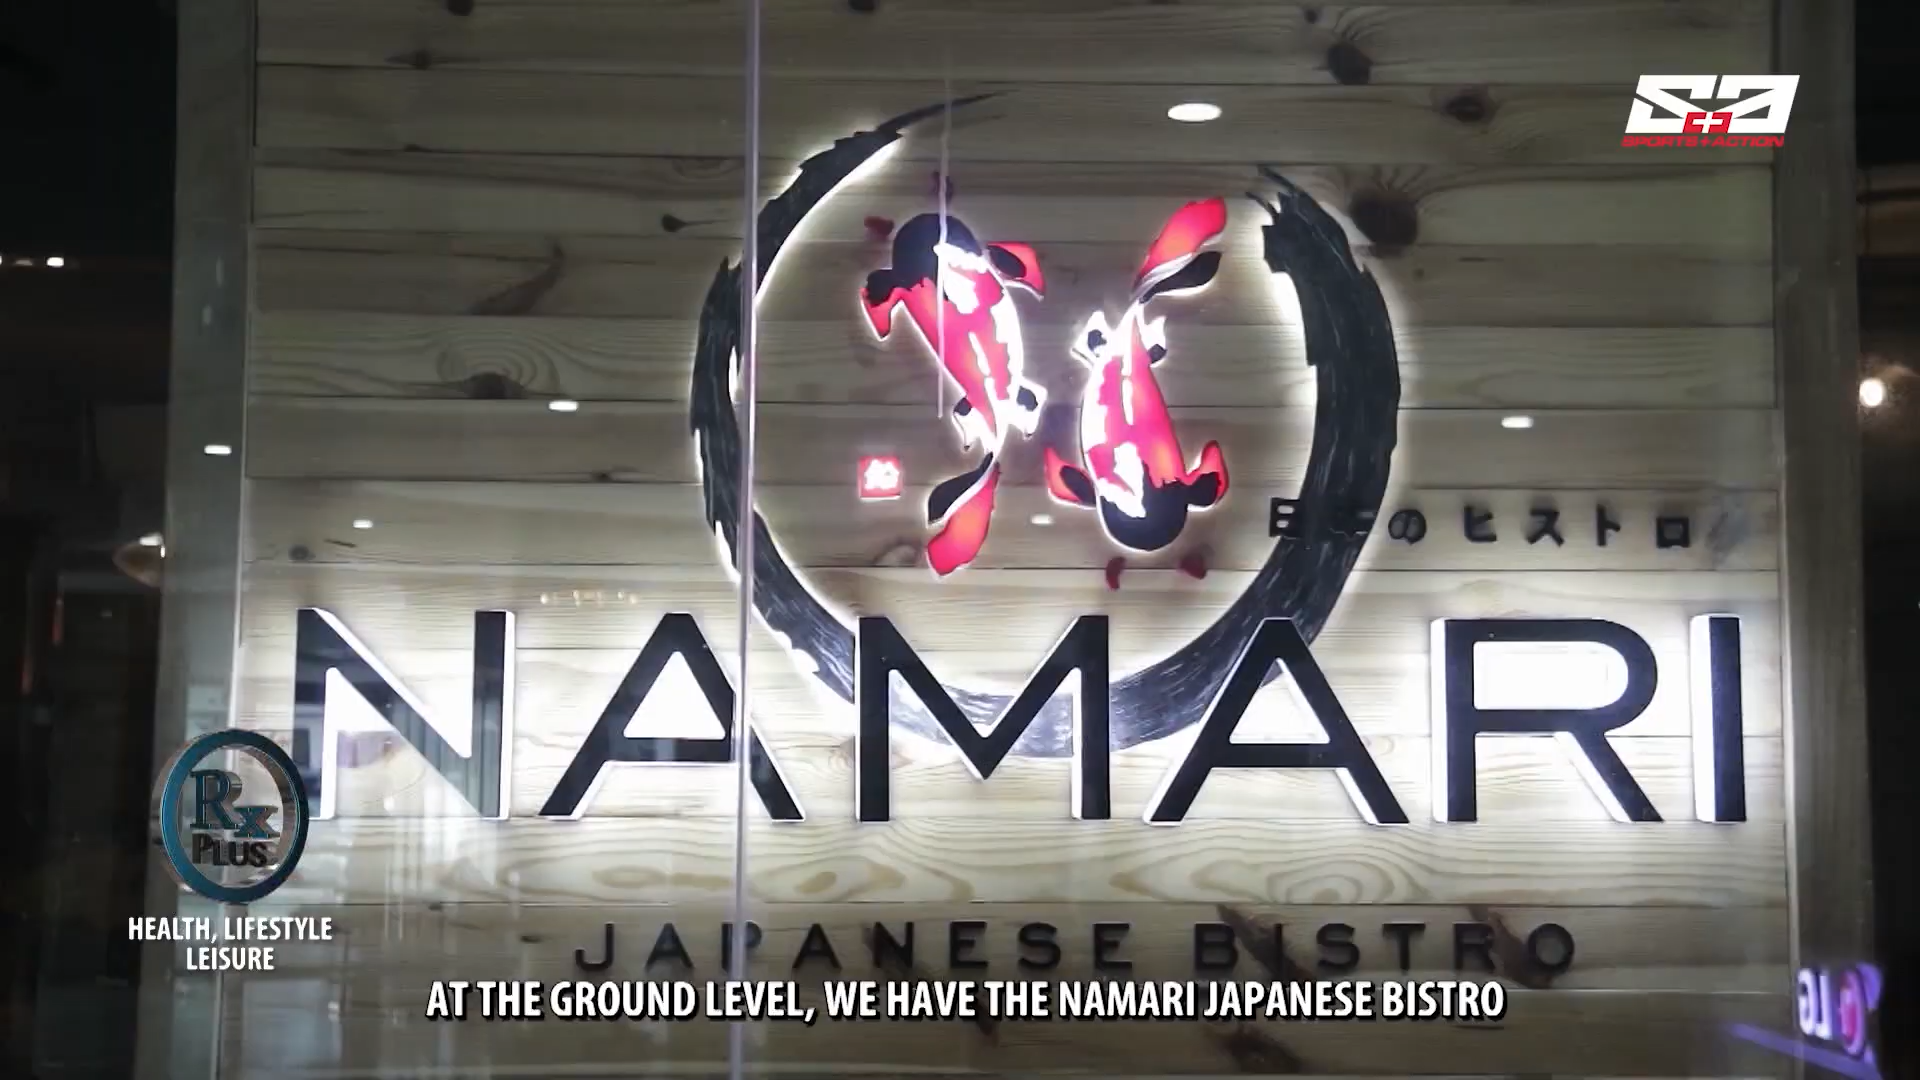 S+A
SPORTS+ACTION
日本のヒストロ
NAMARI
JAPANESE BISTRO
Rx
PLUS
HEALTH, LIFESTYLE
LEISURE
AT THE GROUND LEVEL, WE HAVE THE NAMARI JAPANESE BISTRO